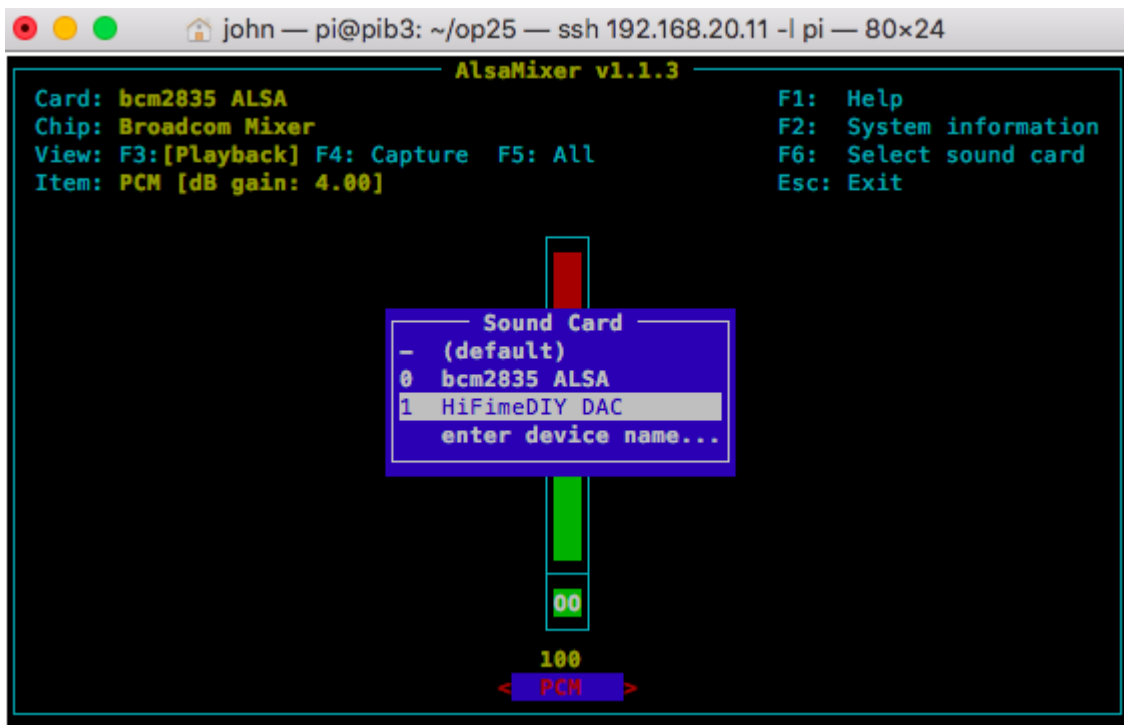 john — pi@pib3: ~/op25 — ssh 192.168.20.11 -l pi — 80×24
AlsaMixer v1.1.3
Card: bcm2835 ALSA F1: Help
Chip: Broadcom Mixer F2: System information
View: F3:[Playback] F4: Capture F5: All F6: Select sound card
Item: PCM [dB gain: 4.00] Esc: Exit
Sound Card
- (default)
0 bcm2835 ALSA
1 HiFimeDIY DAC
enter device name...
OO
100
< PCM >